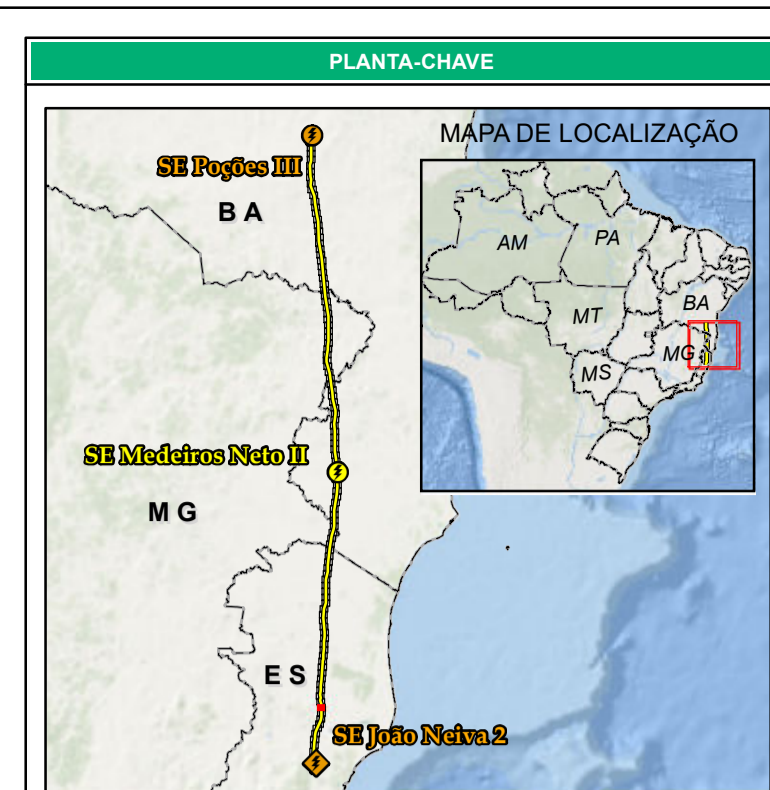 PLANTA-CHAVE
MAPA DE LOCALIZAÇÃO
SE Poções III
B A
AM
PA
BA
MT
MG
MS
SE Medeiros Neto II
M G
E S
SE João Neiva 2